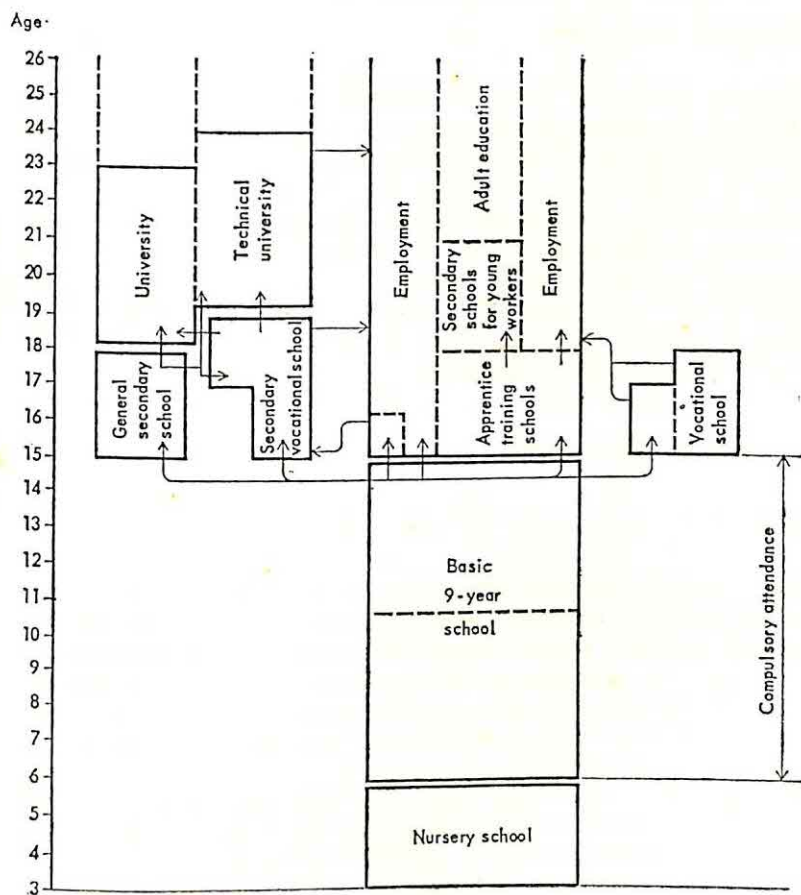 Age
26
25
24
23
22
21
20
19
18
17
16
15
14
13
12
11
10
9
8
7
6
5
4
3
University
Technical
university
General
secondary
school
Secondary
vocational school
Employment
Adult education
Secondary
schools
for young
workers
Employment
Apprentice
training
schools
Vocational
school
Basic
9-year
school
Compulsory attendance
Nursery school